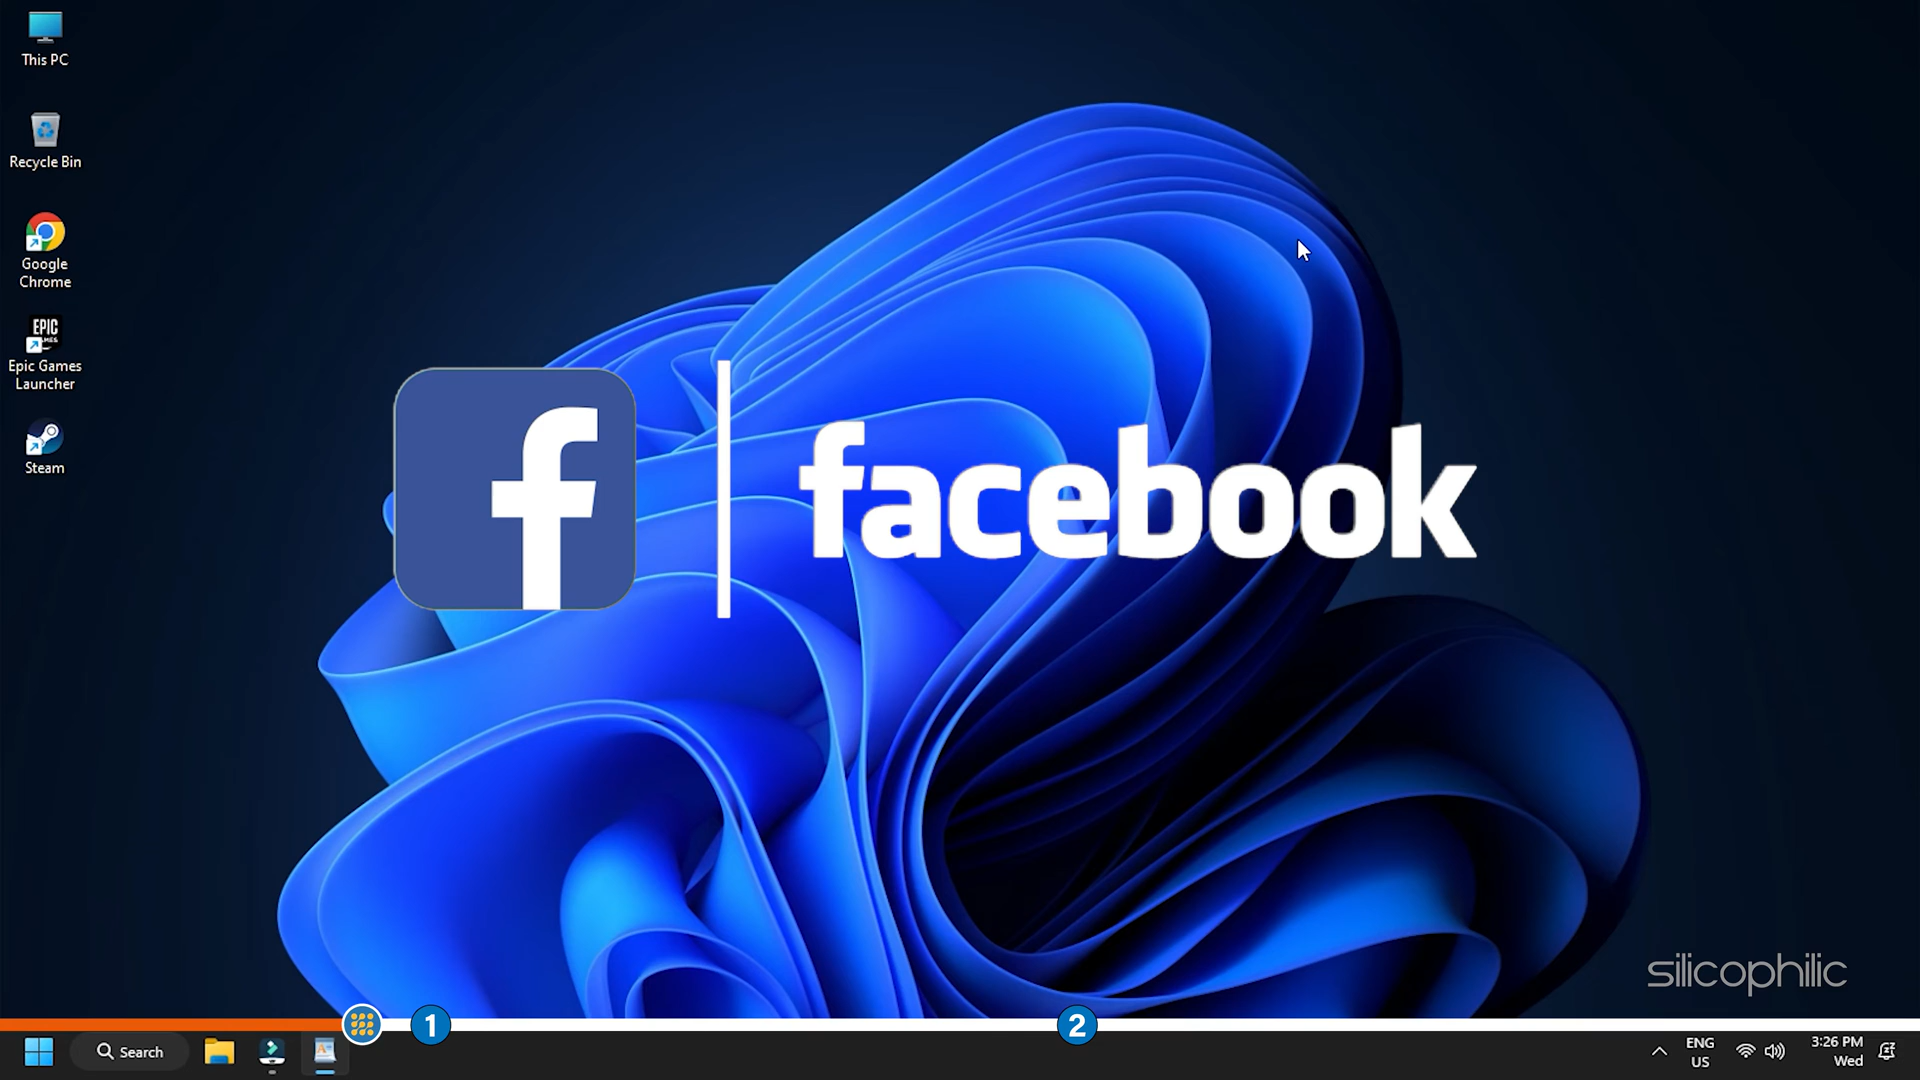 This PC
Recycle Bin
Google
Chrome
EPIC
Epic Games
Launcher
Steam
f
facebook
silicophilic
1
2
Search
ENG
US
3:26 PM
Wed